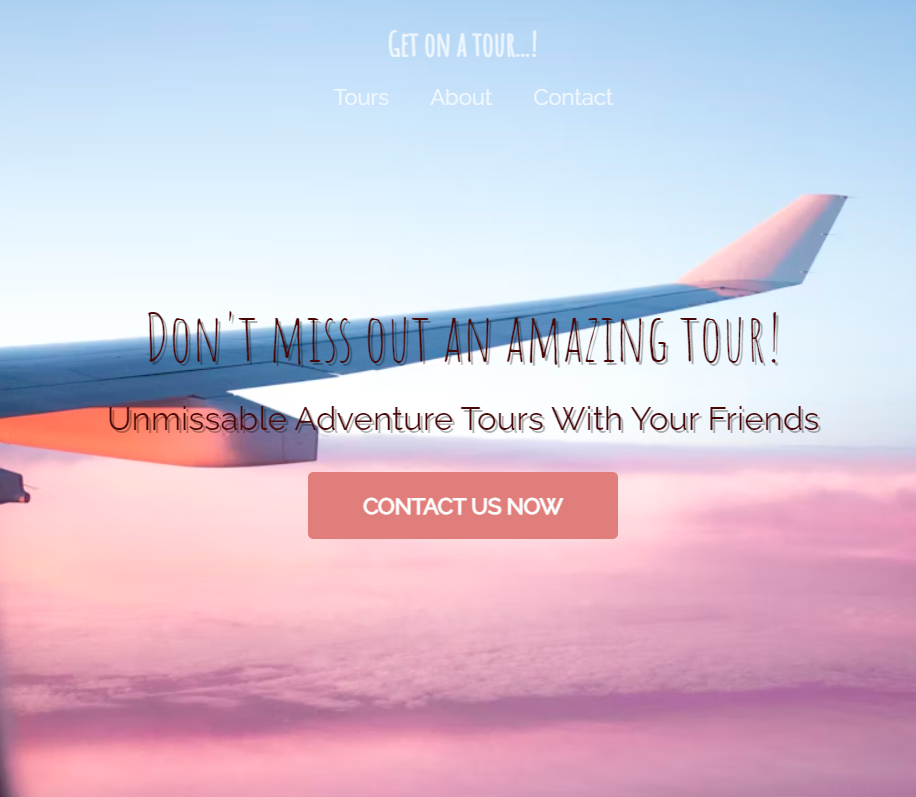 Get on a tour...!
Tours About Contact
Don't miss out an amazing tour!
Unmissable Adventure Tours With Your Friends
CONTACT US NOW